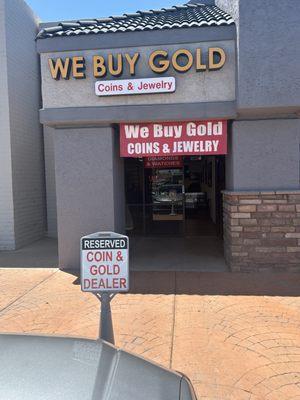 WE BUY GOLD
Coins & Jewelry
We Buy Gold
COINS & JEWELRY
DIAMONDS
& WATCHES
RESERVED
COIN &
GOLD
DEALER